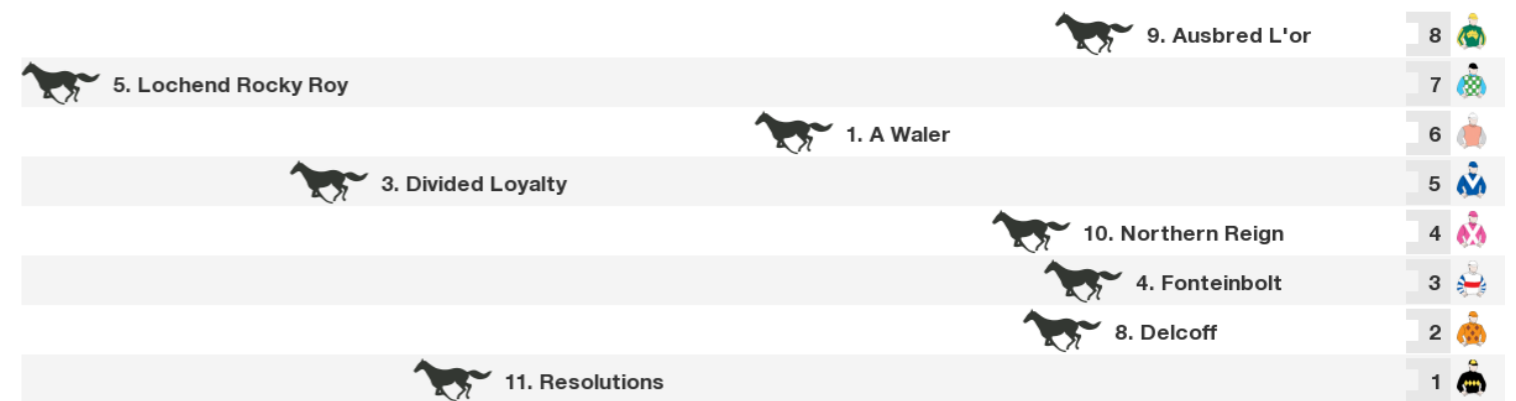 9. Ausbred L'or 8
5. Lochend Rocky Roy 7
1. A Waler 6
3. Divided Loyalty 5
10. Northern Reign 4
4. Fonteinbolt 3
8. Delcoff 2
11. Resolutions 1